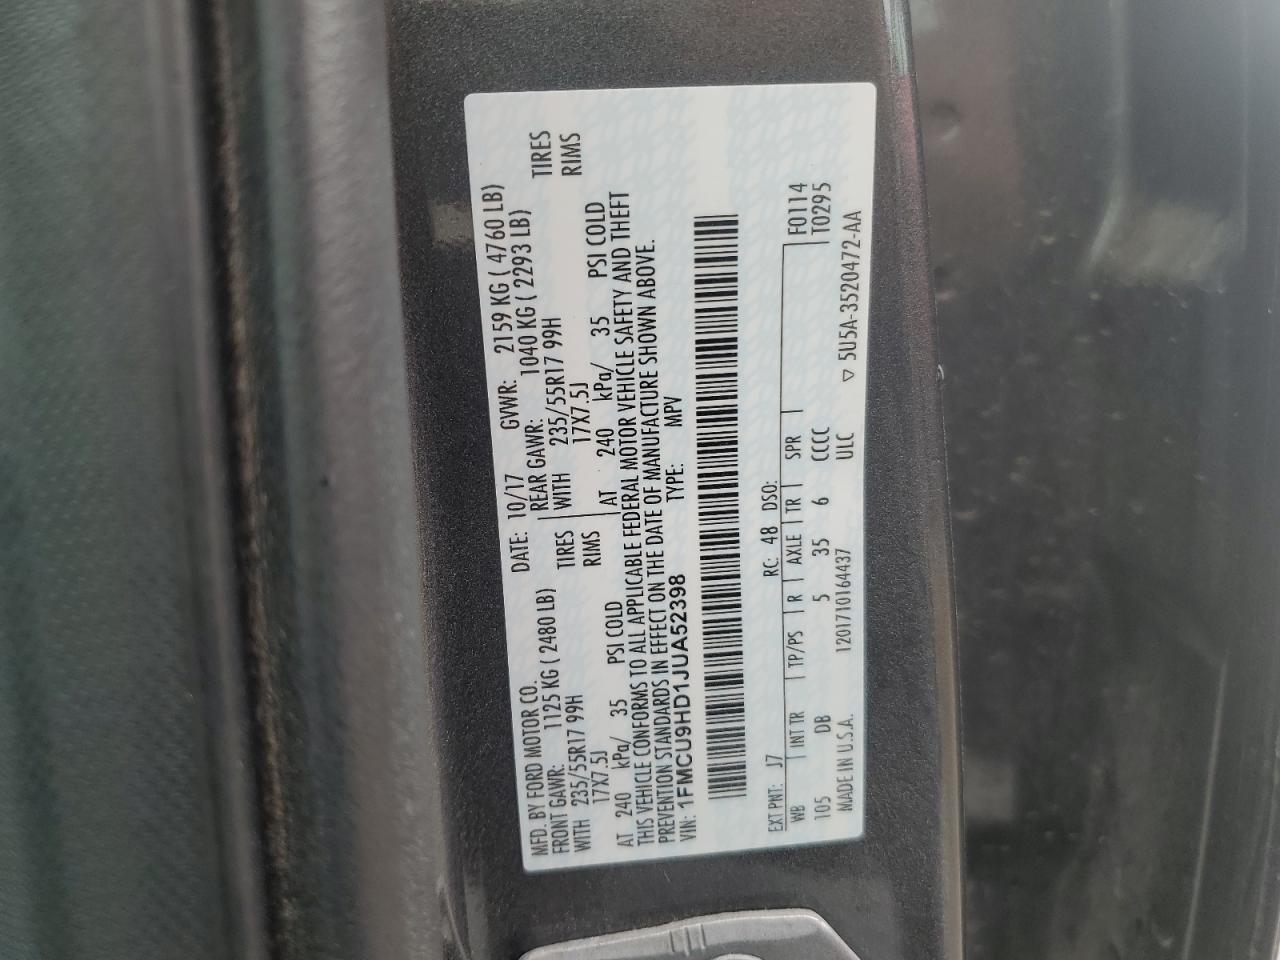 MFD. BY FORD MOTOR CO.
DATE: 10/17 GVWR: 2159 KG ( 4760 LB)
FRONT GAWR: 1125 KG ( 2480 LB) REAR GAWR: 1040 KG ( 2293 LB)
WITH 235/55R17 99H TIRES WITH 235/55R17 99H TIRES
17X7.5J RIMS 17X7.5J RIMS
AT 240 kPa/ 35 PSI COLD AT 240 kPa/ 35 PSI COLD
THIS VEHICLE CONFORMS TO ALL APPLICABLE FEDERAL MOTOR VEHICLE SAFETY AND THEFT
PREVENTION STANDARDS IN EFFECT ON THE DATE OF MANUFACTURE SHOWN ABOVE.
VIN: 1FMCU9HD1JUA52398 TYPE: MPV
EXT PNT: J7 RC: 48 DSO: F0114
WB INT TR TP/PS R AXLE TR SPR T0295
105 DB 5 35 6 CCCC
MADE IN U.S.A. 1201710164437 ULC ▽ 5U5A-3520472-AA